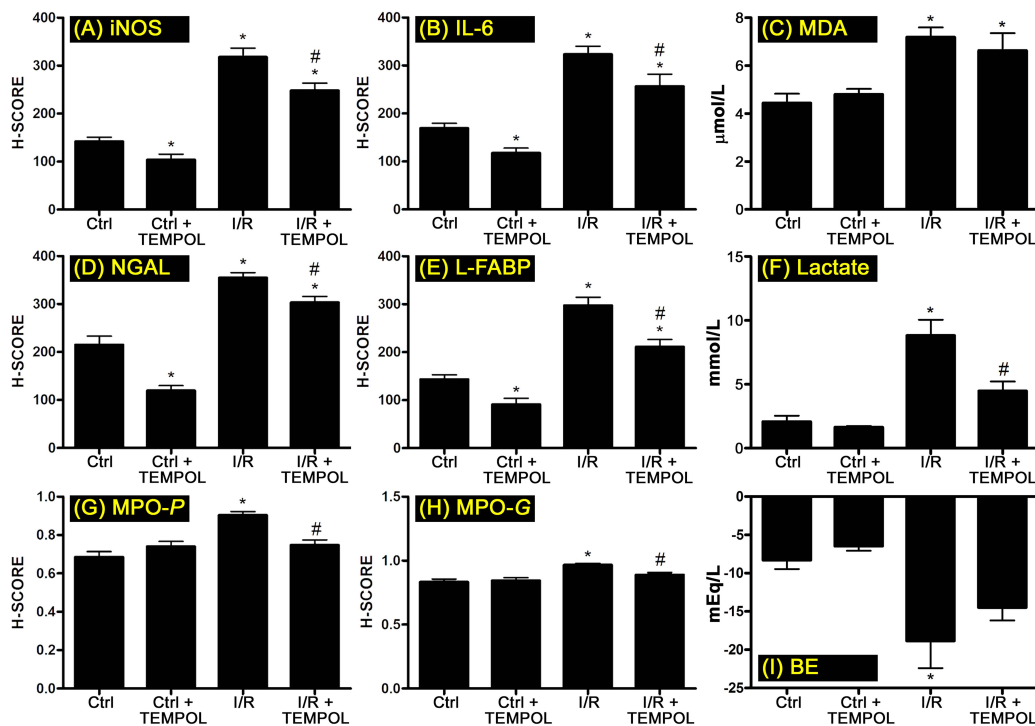 (A) iNOS
H-SCORE
400
300
200
100
0
*
*
#
*
Ctrl
Ctrl +
TEMPOL
I/R
I/R +
TEMPOL
(B) IL-6
H-SCORE
400
300
200
100
0
*
*
#
*
Ctrl
Ctrl +
TEMPOL
I/R
I/R +
TEMPOL
(C) MDA
μmol/L
8
6
4
2
0
*
*
Ctrl
Ctrl +
TEMPOL
I/R
I/R +
TEMPOL
(D) NGAL
H-SCORE
400
300
200
100
0
*
*
#
*
Ctrl
Ctrl +
TEMPOL
I/R
I/R +
TEMPOL
(E) L-FABP
H-SCORE
400
300
200
100
0
*
*
#
*
Ctrl
Ctrl +
TEMPOL
I/R
I/R +
TEMPOL
(F) Lactate
mmol/L
15
10
5
0
*
#
Ctrl
Ctrl +
TEMPOL
I/R
I/R +
TEMPOL
(G) MPO-P
H-SCORE
1.0
0.8
0.6
0.4
0.2
0.0
*
#
Ctrl
Ctrl +
TEMPOL
I/R
I/R +
TEMPOL
(H) MPO-G
H-SCORE
1.5
1.0
0.5
0.0
*
#
Ctrl
Ctrl +
TEMPOL
I/R
I/R +
TEMPOL
mEq/L
0
-5
-10
-15
-20
-25
*
(I) BE
Ctrl
Ctrl +
TEMPOL
I/R
I/R +
TEMPOL